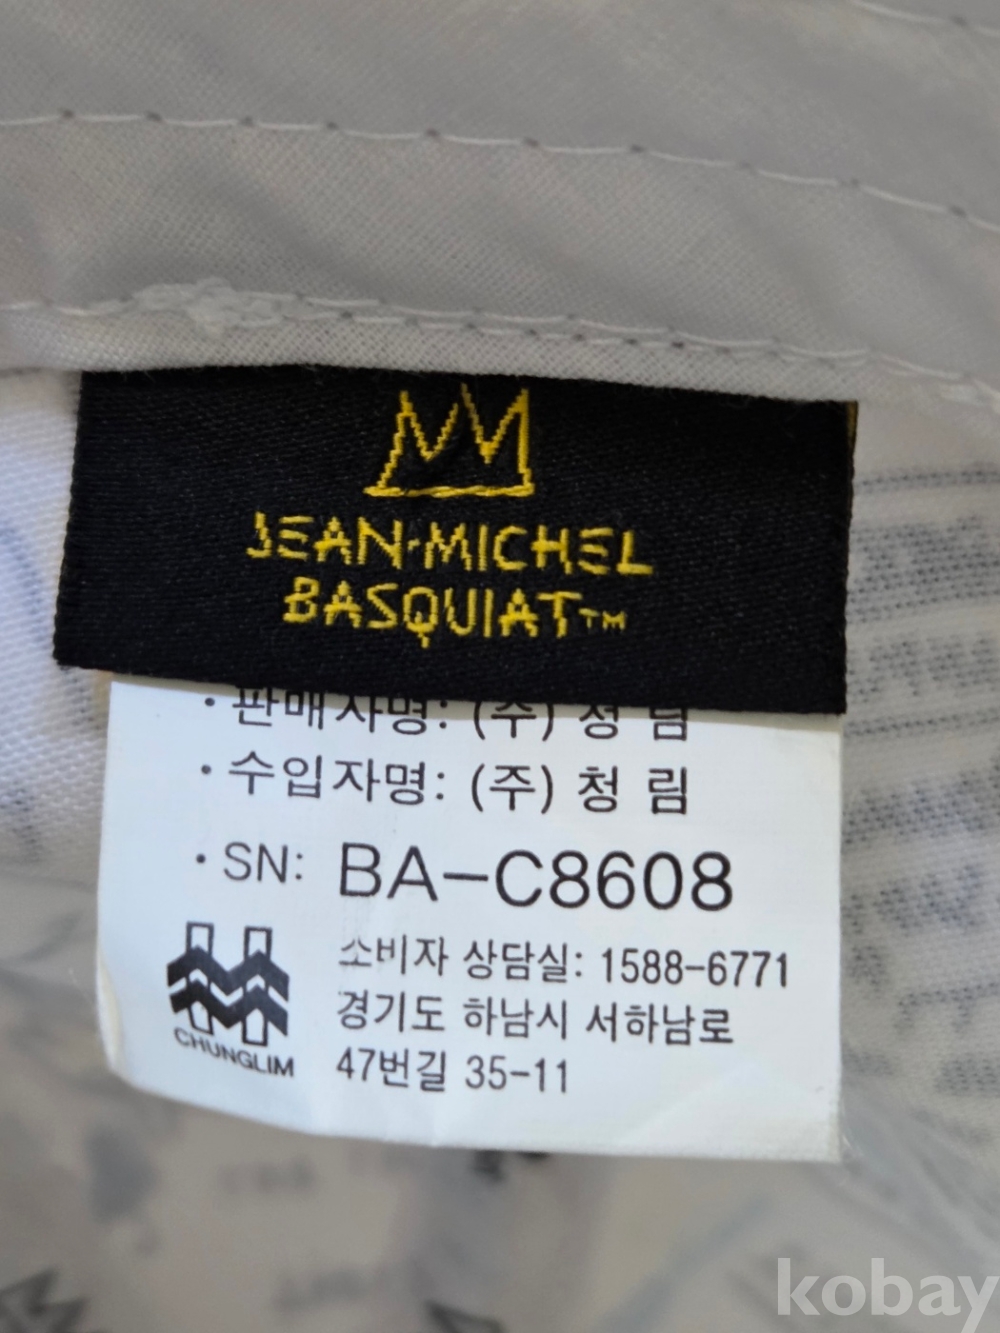 JEAN-MICHEL
BASQUIAT™
· 판매자명: (주) 청 림
· 수입자명: (주) 청 림
· SN: BA-C8608
소비자 상담실: 1588-6771
경기도 하남시 서하남로
47번길 35-11
CHUNGLIM
kobay